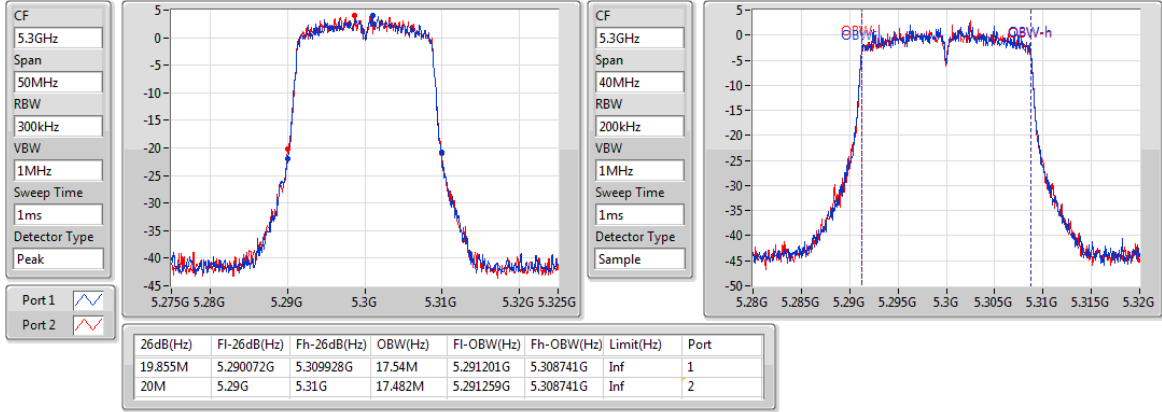 CF
5.3GHz
Span
50MHz
RBW
300kHz
VBW
1MHz
Sweep Time
1ms
Detector Type
Peak
5
0
-5
-10
-15
-20
-25
-30
-35
-40
-45
5.275G 5.28G 5.29G 5.3G 5.31G 5.32G 5.325G
CF
5.3GHz
Span
40MHz
RBW
200kHz
VBW
1MHz
Sweep Time
1ms
Detector Type
Sample
5
0
-5
-10
-15
-20
-25
-30
-35
-40
-45
-50
OBW-h
5.28G 5.285G 5.29G 5.295G 5.3G 5.305G 5.31G 5.315G 5.32G
Port 1
Port 2
26dB(Hz) Fl-26dB(Hz) Fh-26dB(Hz) OBW(Hz) Fl-OBW(Hz) Fh-OBW(Hz) Limit(Hz) Port
19.855M 5.290072G 5.309928G 17.54M 5.291201G 5.308741G Inf 1
20M 5.29G 5.31G 17.482M 5.291259G 5.308741G Inf 2